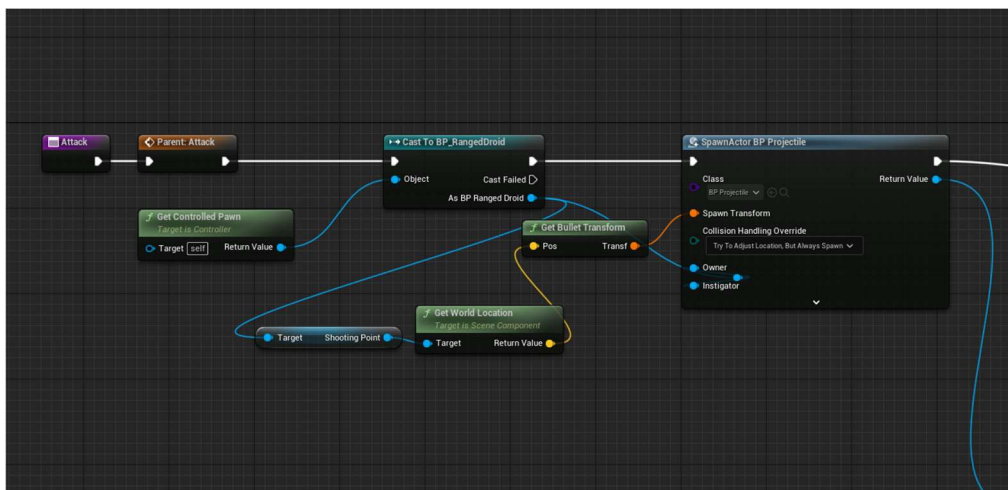 Attack
Parent: Attack
Cast To BP_RangedDroid
Object
Cast Failed
As BP Ranged Droid
SpawnActor BP Projectile
Class
BP Projectile
Return Value
Spawn Transform
Collision Handling Override
Try To Adjust Location, But Always Spawn
Owner
Instigator
f Get Controlled Pawn
Target is Controller
Target self Return Value
f Get Bullet Transform
Pos Transf
f Get World Location
Target is Scene Component
Target Return Value
Target Shooting Point